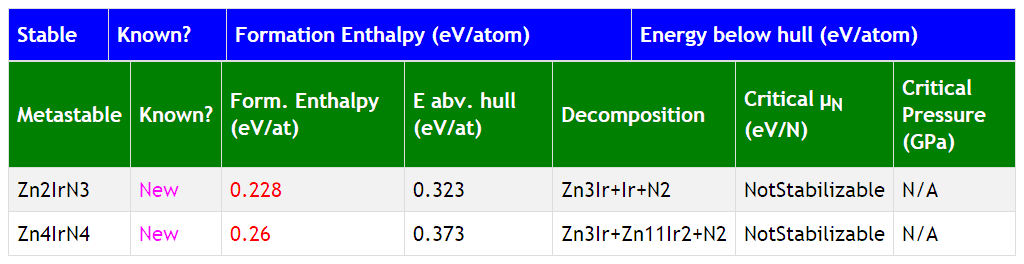 Stable Known? Formation Enthalpy (eV/atom) Energy below hull (eV/atom)
Metastable Known? Form. Enthalpy (eV/at) E abv. hull (eV/at) Decomposition Critical μN (eV/N) Critical Pressure (GPa)
Zn2IrN3 New 0.228 0.323 Zn3Ir+Ir+N2 NotStabilizable N/A
Zn4IrN4 New 0.26 0.373 Zn3Ir+Zn11Ir2+N2 NotStabilizable N/A